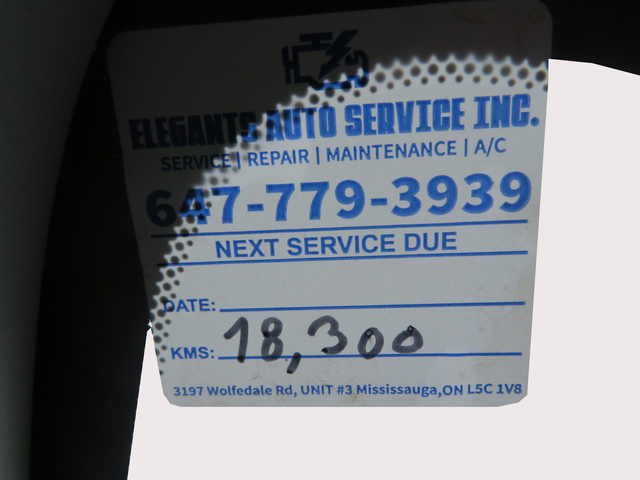 ELEGANTS AUTO SERVICE INC.
SERVICE | REPAIR | MAINTENANCE | A/C
647-779-3939
NEXT SERVICE DUE
DATE:
KMS: 18,300
3197 Wolfedale Rd, UNIT #3 Mississauga,ON L5C 1V8